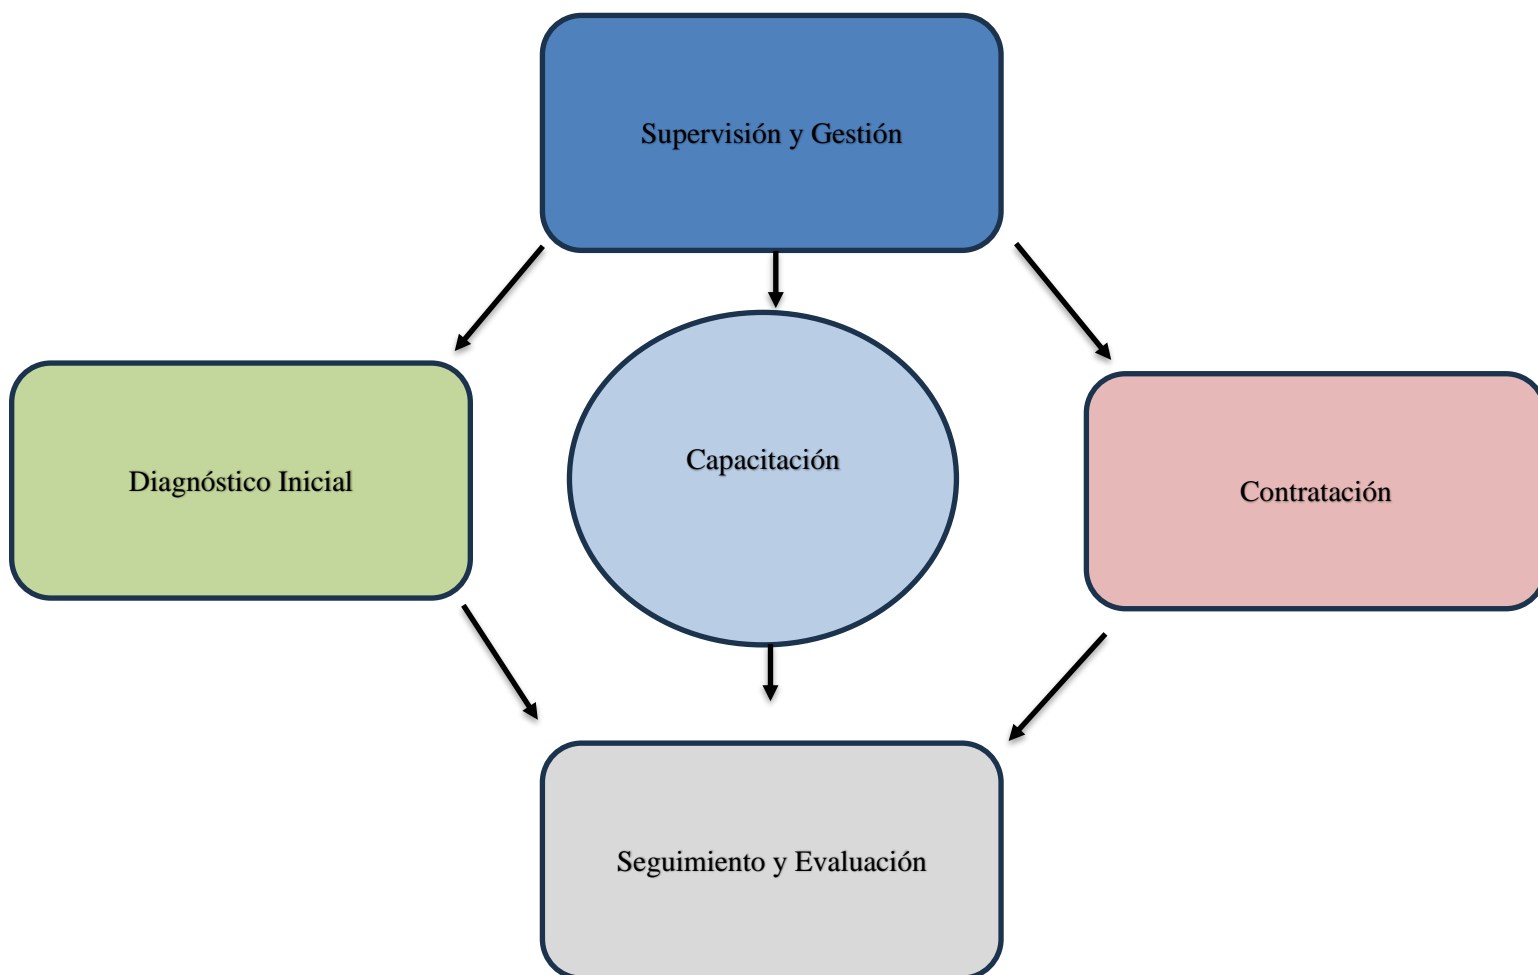 Supervisión y Gestión
Capacitación
Diagnóstico Inicial
Contratación
Seguimiento y Evaluación